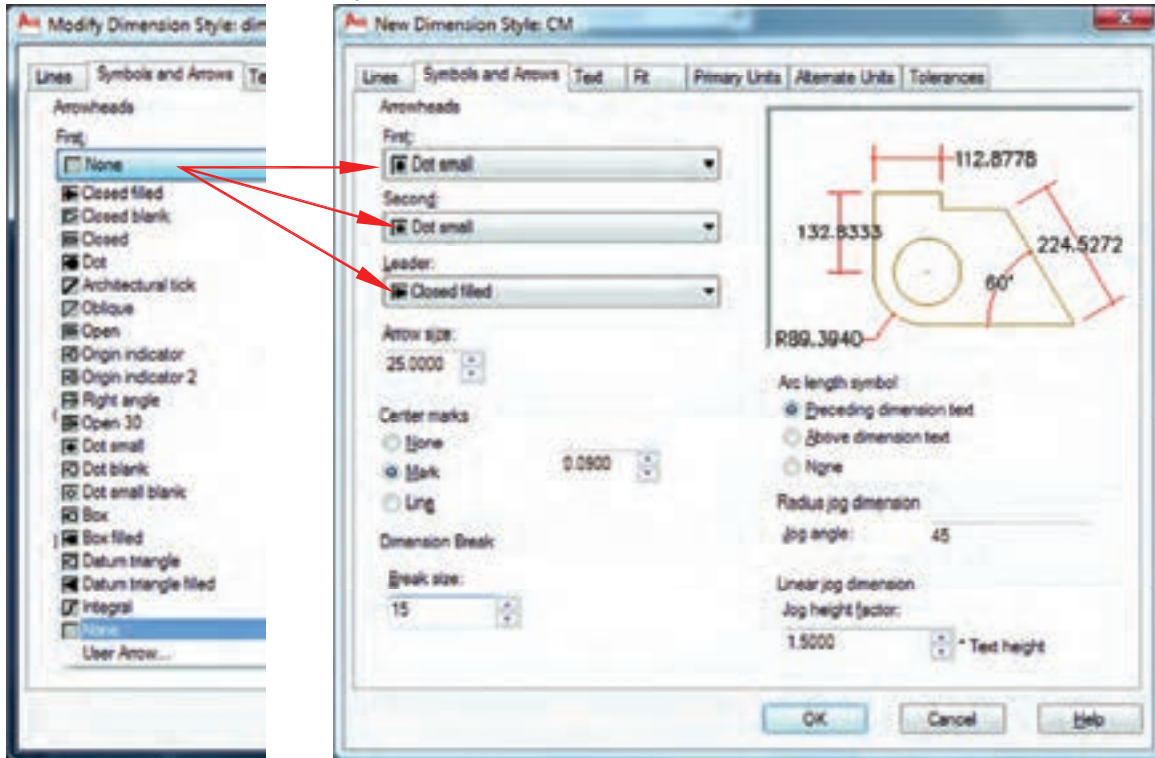 Modify Dimension Style: dim
Lines Symbols and Arrows Te
Arrowheads
First:
None
Closed filled
Closed blank
Closed
Dot
Architectural tick
Oblique
Open
Origin indicator
Origin indicator 2
Right angle
Open 30
Dot small
Dot blank
Dot small blank
Box
Box filled
Datum triangle
Datum triangle filled
Integral
None
User Arrow...
New Dimension Style: CM
Lines Symbols and Arrows Text Fit Primary Units Alternate Units Tolerances
Arrowheads
First:
Dot small
Second:
Dot small
Leader:
Closed filled
Arrow size:
25.0000
Center marks
None
Mark
0.0900
Line
Dimension Break
Break size:
15
112.8778
132.8333
224.5272
60°
R89.3940
Arc length symbol
Preceding dimension text
Above dimension text
None
Radius jog dimension
Jog angle: 45
Linear jog dimension
Jog height factor:
1.5000 * Text height
OK Cancel Help